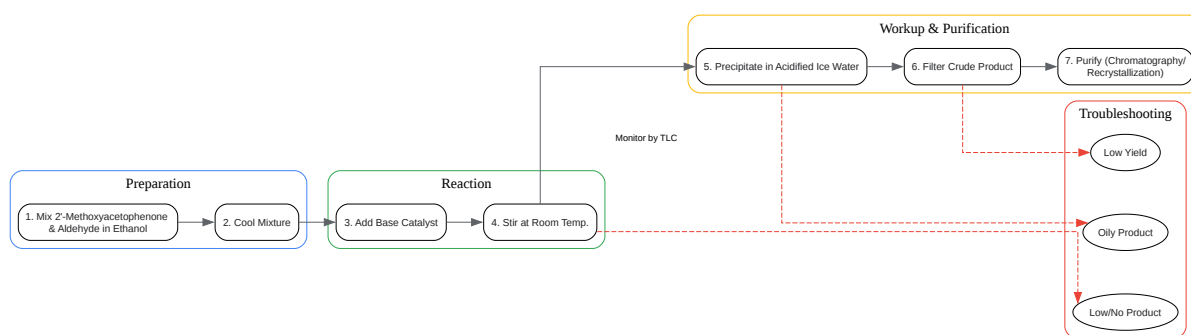 Workup & Purification
5. Precipitate in Acidified Ice Water
6. Filter Crude Product
7. Purify (Chromatography/
Recrystallization)
Troubleshooting
Monitor by TLC
Low Yield
Preparation
Reaction
1. Mix 2'-Methoxyacetophenone
& Aldehyde in Ethanol
2. Cool Mixture
3. Add Base Catalyst
4. Stir at Room Temp.
Oily Product
Low/No Product